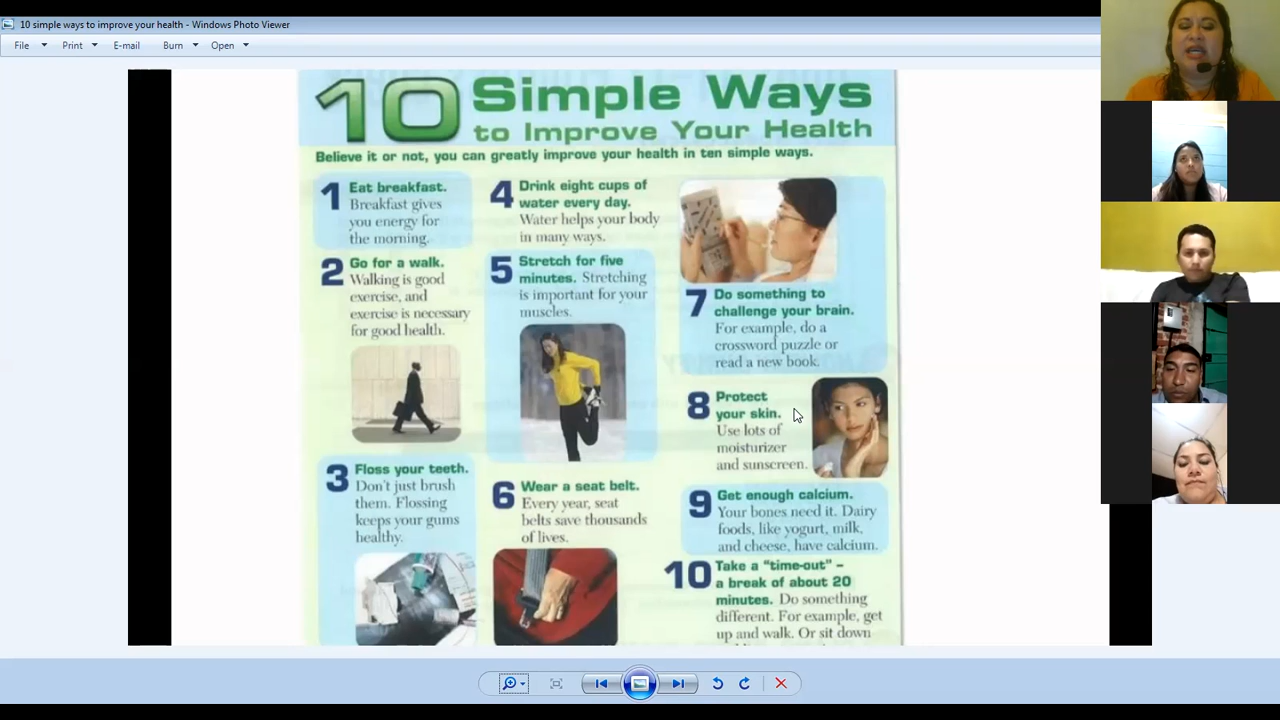 10 simple ways to improve your health - Windows Photo Viewer
File Print E-mail Burn Open
10 Simple Ways
to Improve Your Health
Believe it or not, you can greatly improve your health in ten simple ways.
1 Eat breakfast.
Breakfast gives
you energy for
the morning.
2 Go for a walk.
Walking is good
exercise, and
exercise is necessary
for good health.
3 Floss your teeth.
Don't just brush
them. Flossing
keeps your gums
healthy.
4 Drink eight cups of
water every day.
Water helps your body
in many ways.
5 Stretch for five
minutes. Stretching
is important for your
muscles.
6 Wear a seat belt.
Every year, seat
belts save thousands
of lives.
7 Do something to
challenge your brain.
For example, do a
crossword puzzle or
read a new book.
8 Protect
your skin.
Use lots of
moisturizer
and sunscreen.
9 Get enough calcium.
Your bones need it. Dairy
foods, like yogurt, milk,
and cheese, have calcium.
10 Take a "time-out" –
a break of about 20
minutes. Do something
different. For example, get
up and walk. Or sit down